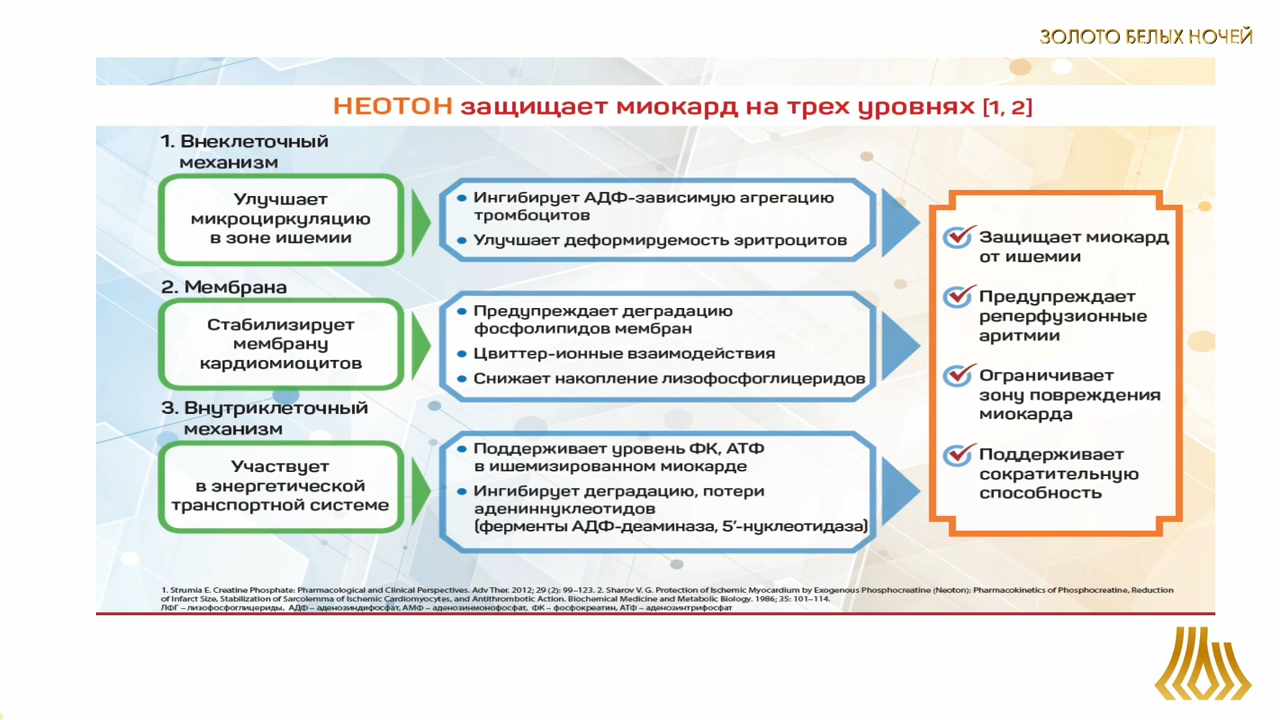 ЗОЛОТО БЕЛЫХ НОЧЕЙ
НЕОТОН защищает миокард на трех уровнях [1, 2]
1. Внеклеточный
механизм
Улучшает
микроциркуляцию
в зоне ишемии
• Ингибирует АДФ-зависимую агрегацию
тромбоцитов
• Улучшает деформируемость эритроцитов
2. Мембрана
Стабилизирует
мембрану
кардиомиоцитов
• Предупреждает деградацию
фосфолипидов мембран
• Цвиттер-ионные взаимодействия
• Снижает накопление лизофосфоглицеридов
3. Внутриклеточный
механизм
Участвует
в энергетической
транспортной системе
• Поддерживает уровень ФК, АТФ
в ишемизированном миокарде
• Ингибирует деградацию, потери
адениннуклеотидов
(ферменты АДФ-деаминаза, 5′-нуклеотидаза)
Защищает миокард
от ишемии
Предупреждает
реперфузионные
аритмии
Ограничивает
зону повреждения
миокарда
Поддерживает
сократительную
способность
1. Strumia E. Creatine Phosphate: Pharmacological and Clinical Perspectives. Adv Ther. 2012; 29 (2): 99–123. 2. Sharov V. G. Protection of Ischemic Myocardium by Exogenous Phosphocreatine (Neoton): Pharmacokinetics of Phosphocreatine, Reduction
of Infarct Size, Stabilization of Sarcolemma of Ischemic Cardiomyocytes, and Antithrombotic Action. Biochemical Medicine and Metabolic Biology. 1986; 35: 101–114.
ЛФГ – лизофосфоглицериды, АДФ – аденозиндифосфат, АМФ – аденозинмонофосфат, ФК – фосфокреатин, АТФ – аденозинтрифосфат